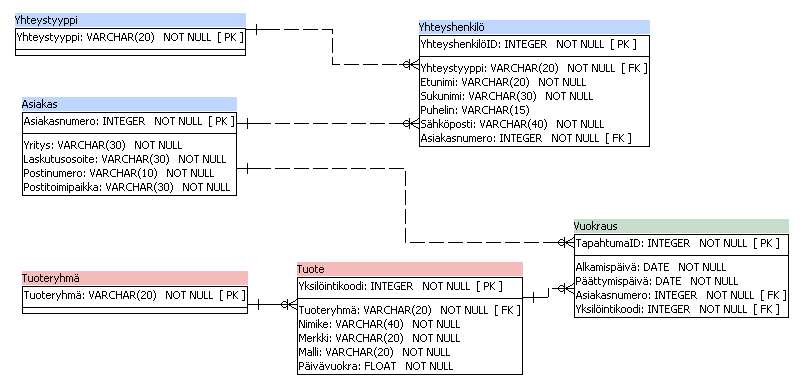 Yhteystyyppi
Yhteystyyppi: VARCHAR(20) NOT NULL [ PK ]
Yhteyshenkilö
YhteyshenkilöID: INTEGER NOT NULL [ PK ]
Yhteystyyppi: VARCHAR(20) NOT NULL [ FK ]
Etunimi: VARCHAR(20) NOT NULL
Sukunimi: VARCHAR(30) NOT NULL
Puhelin: VARCHAR(15)
Sähköposti: VARCHAR(40) NOT NULL
Asiakasnumero: INTEGER NOT NULL [ FK ]
Asiakas
Asiakasnumero: INTEGER NOT NULL [ PK ]
Yritys: VARCHAR(30) NOT NULL
Laskutusosoite: VARCHAR(30) NOT NULL
Postinumero: VARCHAR(10) NOT NULL
Postitoimipaikka: VARCHAR(30) NOT NULL
Vuokraus
TapahtumaID: INTEGER NOT NULL [ PK ]
Alkamispäivä: DATE NOT NULL
Päättymispäivä: DATE NOT NULL
Asiakasnumero: INTEGER NOT NULL [ FK ]
Yksilöintikoodi: INTEGER NOT NULL [ FK ]
Tuoteryhmä
Tuoteryhmä: VARCHAR(20) NOT NULL [ PK ]
Tuote
Yksilöintikoodi: INTEGER NOT NULL [ PK ]
Tuoteryhmä: VARCHAR(20) NOT NULL [ FK ]
Nimike: VARCHAR(40) NOT NULL
Merkki: VARCHAR(20) NOT NULL
Malli: VARCHAR(20) NOT NULL
Päivävuokra: FLOAT NOT NULL